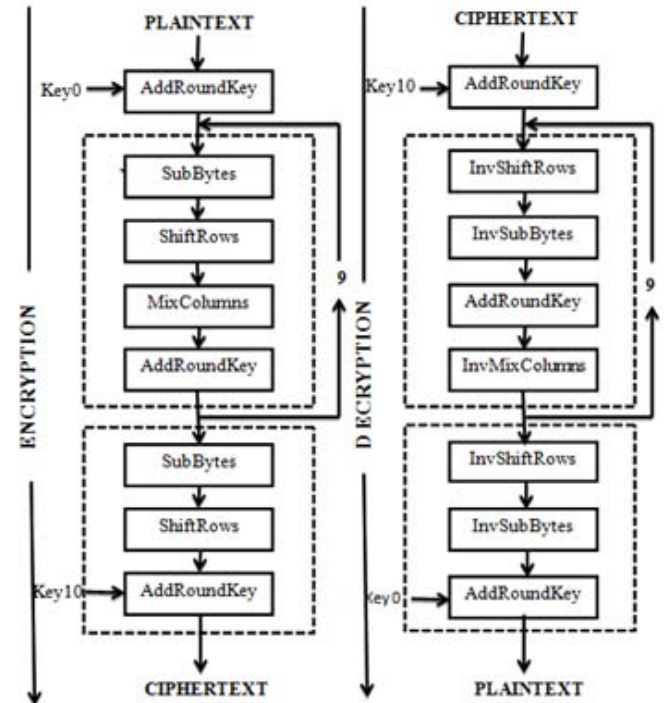 PLAINTEXT
Key0
AddRoundKey
SubBytes
ShiftRows
MixColumns
AddRoundKey
9
SubBytes
ShiftRows
Key10
AddRoundKey
CIPHERTEXT
ENCRYPTION
CIPHERTEXT
Key10
AddRoundKey
InvShiftRows
InvSubBytes
AddRoundKey
InvMixColumns
9
InvShiftRows
InvSubBytes
Key0
AddRoundKey
PLAINTEXT
DECRYPTION